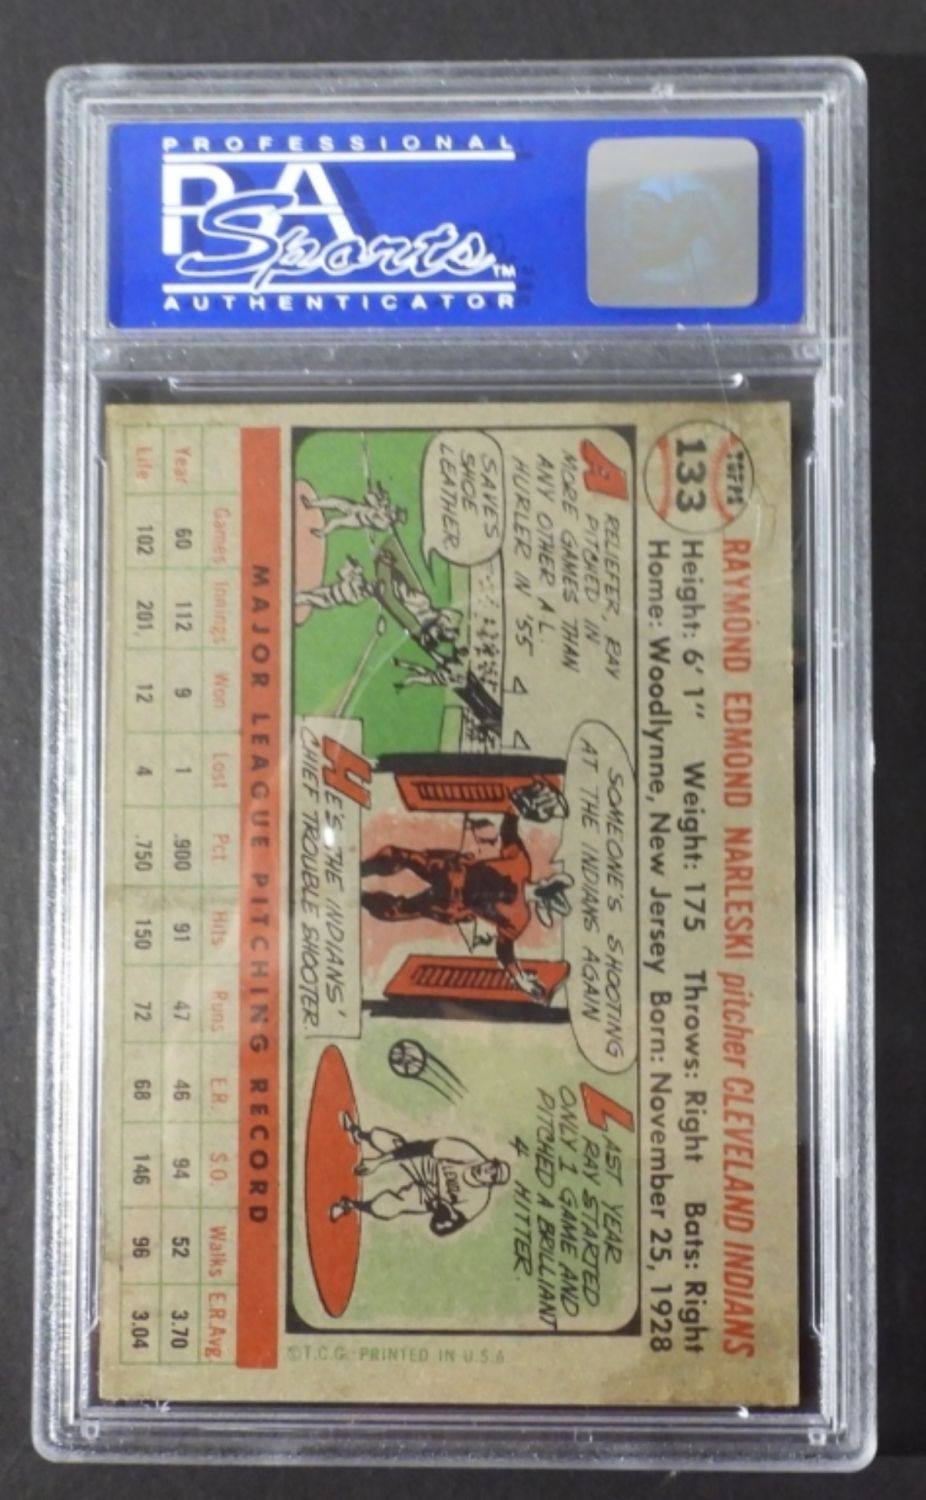 PROFESSIONAL
PA
Sports™
AUTHENTICATOR
TOPPS
133
RAYMOND EDMOND NARLESKI pitcher CLEVELAND INDIANS
Height: 6' 1" Weight: 175 Throws: Right Bats: Right
Home: Woodlynne, New Jersey Born: November 25, 1928
A RELIEFER, RAY
PITCHED IN
MORE GAMES THAN
ANY OTHER A.L.
HURLER IN '55
SAVES
SHOE
LEATHER
SOMEONE'S SHOOTING
AT THE INDIANS AGAIN
HE'S THE INDIANS'
CHIEF TROUBLE SHOOTER.
LAST YEAR
RAY STARTED
ONLY 1 GAME AND
PITCHED A BRILLIANT
4 HITTER.
©T.C.G. PRINTED IN U.S.A
MAJOR LEAGUE PITCHING RECORD
Games Innings Won Lost Pct Hits Runs E.R. S.O. Walks E.R.Avg
Year 60 112 9 1 .900 91 47 46 94 52 3.70
Life 102 201 12 4 .750 150 72 68 146 96 3.04